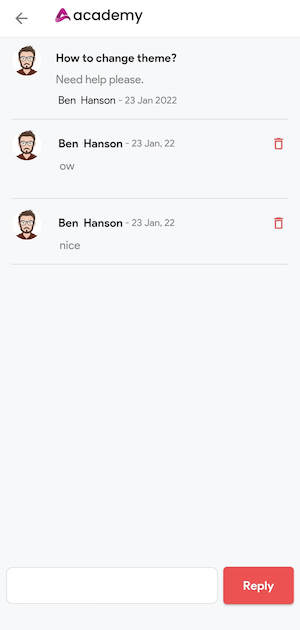 academy
How to change theme?
Need help please.
Ben Hanson - 23 Jan 2022
Ben Hanson - 23 Jan, 22
ow
Ben Hanson - 23 Jan, 22
nice
Reply